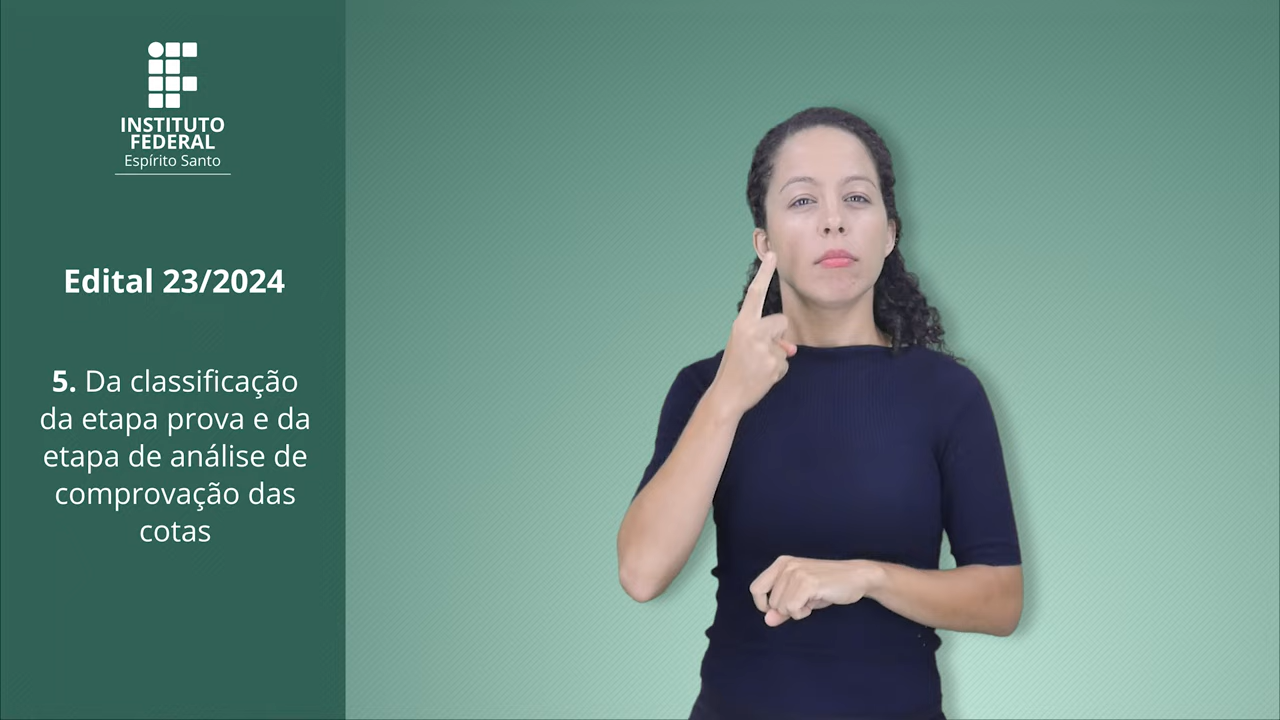 INSTITUTO
FEDERAL
Espírito Santo
Edital 23/2024
5. Da classificação
da etapa prova e da
etapa de análise de
comprovação das
cotas